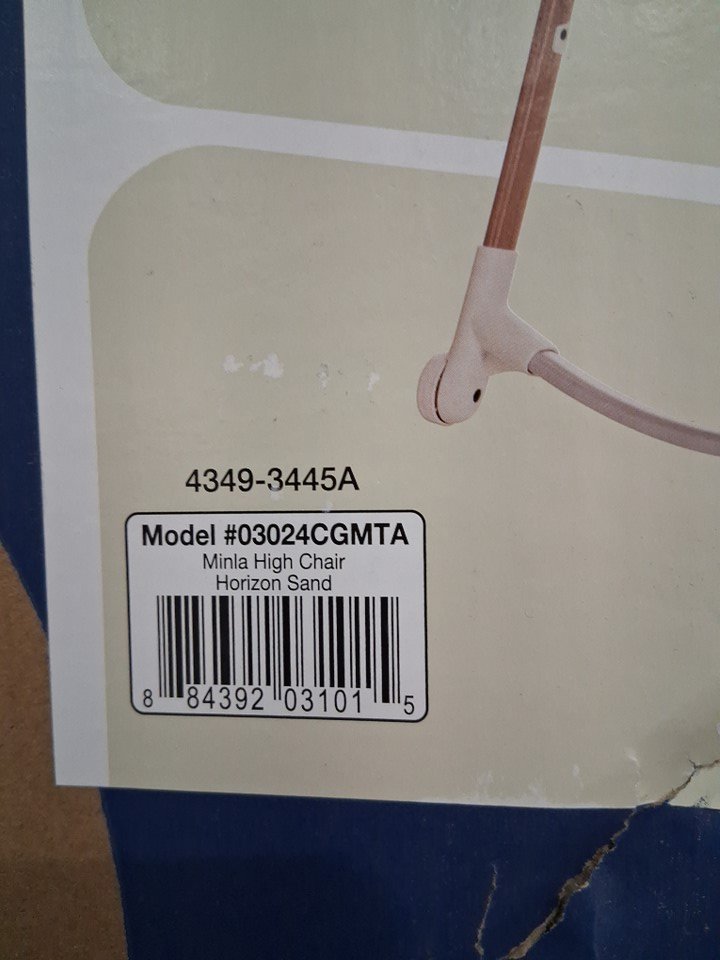 4349-3445A
Model #03024CGMTA
Minla High Chair
Horizon Sand
8 84392 03101 5